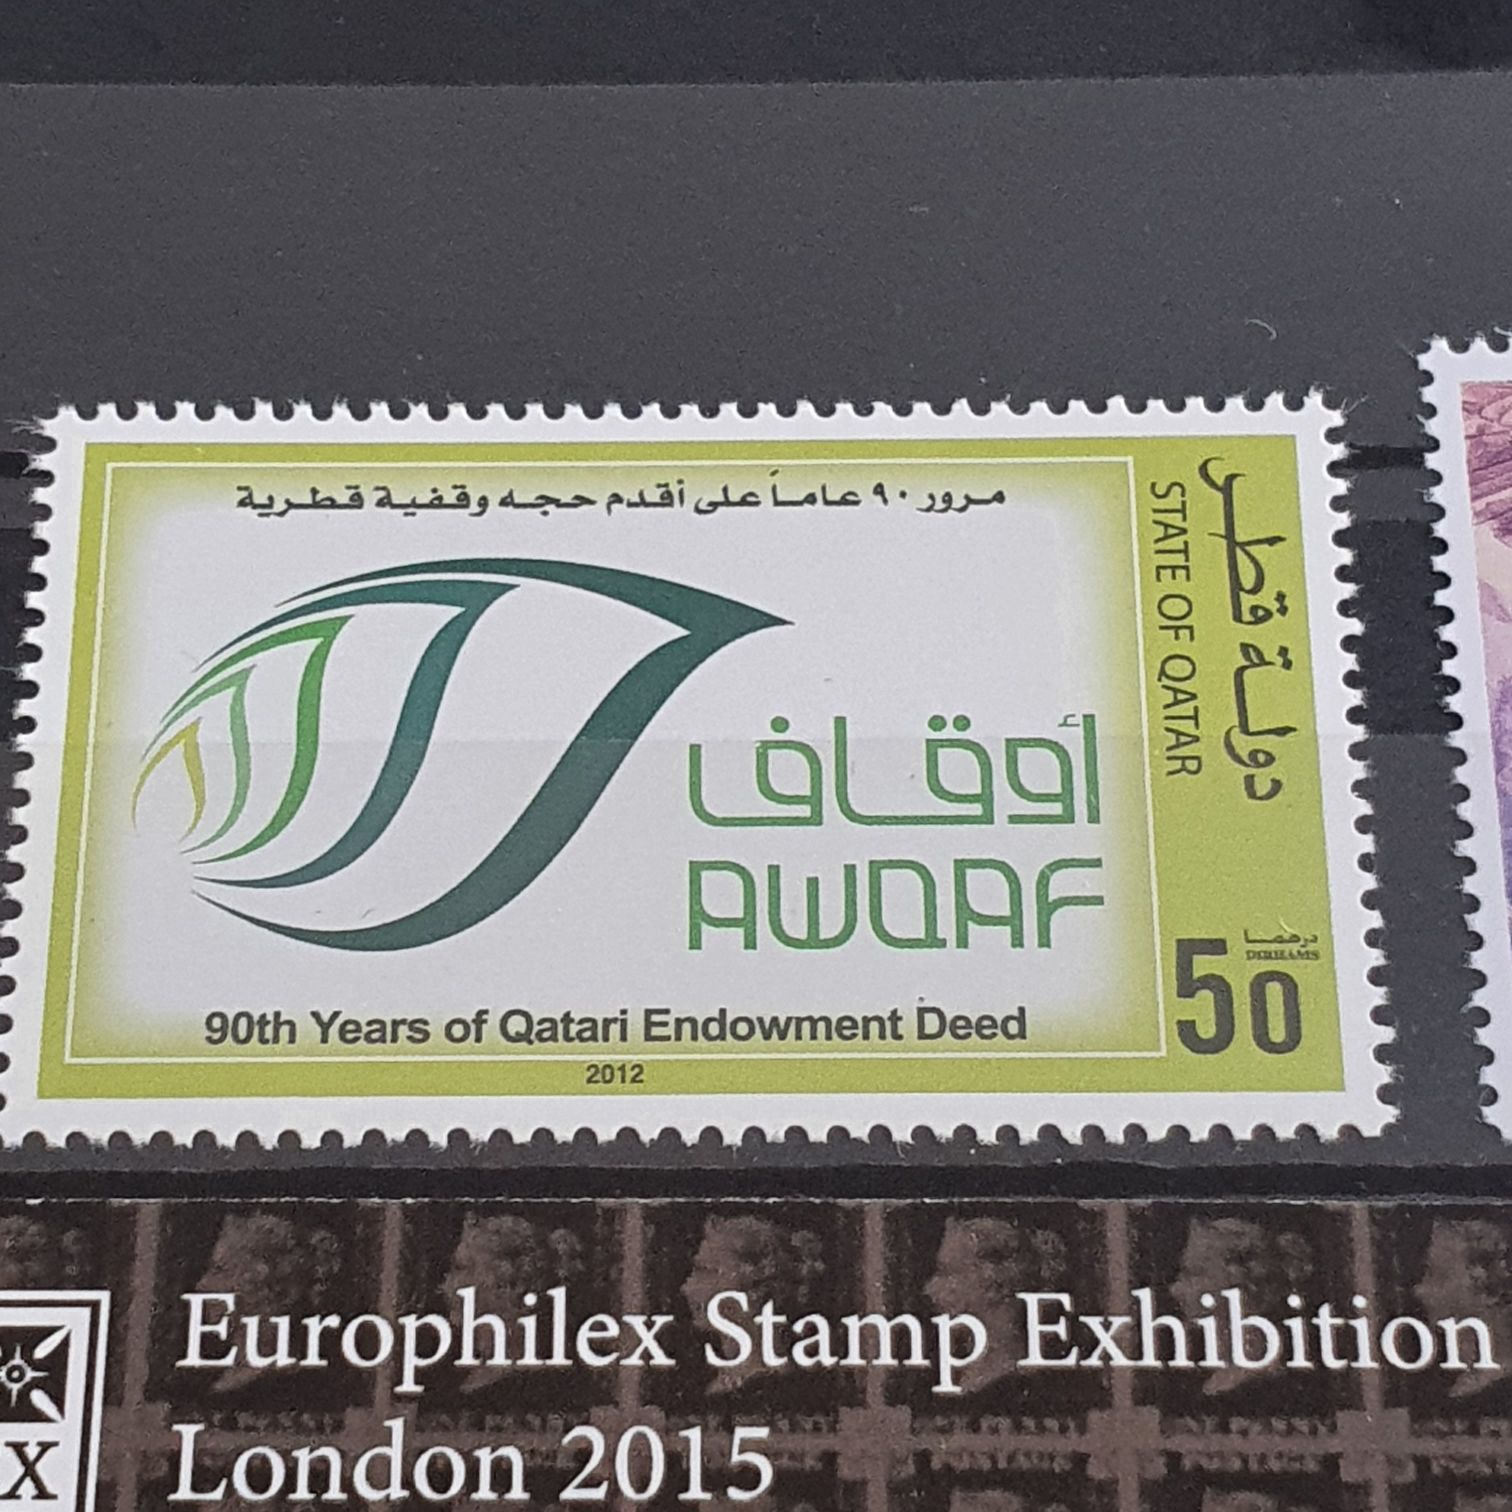 مرور ٩٠ عاماً على أقدم حجه وقفية قطرية
دولة قطر
STATE OF QATAR
أوقاف
AWQAF
درهما
DIRHAMS
50
90th Years of Qatari Endowment Deed
2012
Europhilex Stamp Exhibition
London 2015
X